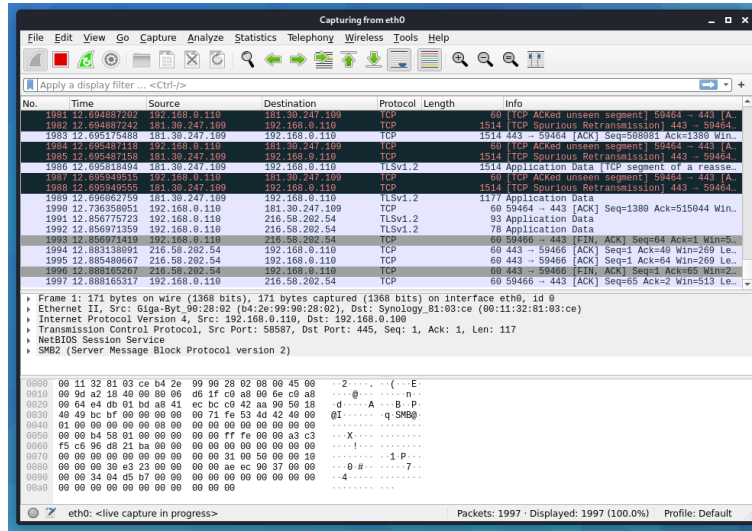 Capturing from eth0
File Edit View Go Capture Analyze Statistics Telephony Wireless Tools Help
Apply a display filter ... <Ctrl-/>
No. Time Source Destination Protocol Length Info
1981 12.694887202 192.168.0.110 181.30.247.109 TCP 60 [TCP ACKed unseen segment] 59464 → 443 [A…
1982 12.694887242 181.30.247.109 192.168.0.110 TCP 1514 [TCP Spurious Retransmission] 443 → 59464…
1983 12.695175488 181.30.247.109 192.168.0.110 TCP 1514 443 → 59464 [ACK] Seq=508081 Ack=1380 Win…
1984 12.695487118 192.168.0.110 181.30.247.109 TCP 60 [TCP ACKed unseen segment] 59464 → 443 [A…
1985 12.695487158 181.30.247.109 192.168.0.110 TCP 1514 [TCP Spurious Retransmission] 443 → 59464…
1986 12.695818494 181.30.247.109 192.168.0.110 TLSv1.2 1514 Application Data [TCP segment of a reasse…
1987 12.695949515 192.168.0.110 181.30.247.109 TCP 60 [TCP ACKed unseen segment] 59464 → 443 [A…
1988 12.695949555 181.30.247.109 192.168.0.110 TCP 1514 [TCP Spurious Retransmission] 443 → 59464…
1989 12.696062759 181.30.247.109 192.168.0.110 TLSv1.2 1177 Application Data
1990 12.736358051 192.168.0.110 181.30.247.109 TCP 60 59464 → 443 [ACK] Seq=1380 Ack=515044 Win…
1991 12.856775723 192.168.0.110 216.58.202.54 TLSv1.2 93 Application Data
1992 12.856971359 192.168.0.110 216.58.202.54 TLSv1.2 78 Application Data
1993 12.856971419 192.168.0.110 216.58.202.54 TCP 60 59466 → 443 [FIN, ACK] Seq=64 Ack=1 Win=5…
1994 12.883138091 216.58.202.54 192.168.0.110 TCP 60 443 → 59466 [ACK] Seq=1 Ack=40 Win=269 Le…
1995 12.885480667 216.58.202.54 192.168.0.110 TCP 60 443 → 59466 [ACK] Seq=1 Ack=64 Win=269 Le…
1996 12.888165267 216.58.202.54 192.168.0.110 TCP 60 443 → 59466 [FIN, ACK] Seq=1 Ack=65 Win=2…
1997 12.888165317 192.168.0.110 216.58.202.54 TCP 60 59466 → 443 [ACK] Seq=65 Ack=2 Win=513 Le…
Frame 1: 171 bytes on wire (1368 bits), 171 bytes captured (1368 bits) on interface eth0, id 0
Ethernet II, Src: Giga-Byt_90:28:02 (b4:2e:99:90:28:02), Dst: Synology_81:03:ce (00:11:32:81:03:ce)
Internet Protocol Version 4, Src: 192.168.0.110, Dst: 192.168.0.100
Transmission Control Protocol, Src Port: 58587, Dst Port: 445, Seq: 1, Ack: 1, Len: 117
NetBIOS Session Service
SMB2 (Server Message Block Protocol version 2)
0000 00 11 32 81 03 ce b4 2e 99 90 28 02 08 00 45 00 ··2····. ··(···E·
0010 00 9d a2 18 40 00 80 06 d6 1f c0 a8 00 6e c0 a8 ····@··· ·····n··
0020 00 64 e4 db 01 bd a8 41 ec bc c0 42 aa 90 50 18 ·d·····A ···B··P·
0030 40 49 bc bf 00 00 00 00 00 71 fe 53 4d 42 40 00 @I······ ·q·SMB@·
0040 01 00 00 00 00 00 08 00 00 00 00 00 00 00 00 00
0050 00 00 b4 58 01 00 00 00 00 00 ff fe 00 00 a3 c3 ···X···· ········
0060 f5 c6 96 d8 21 ba 00 00 00 00 00 00 00 00 00 00 ····!··· ········
0070 00 00 00 00 00 00 00 00 00 00 31 00 50 00 00 10 ········ ··1·P···
0080 00 00 00 30 e3 23 00 00 00 00 ae ec 90 37 00 00 ···0·#·· ·····7··
0090 00 00 34 04 d5 b7 00 00 00 00 00 00 00 00 00 00 ··4····· ········
00a0 00 00 00 00 00 00 00 00 00 00 00
eth0: <live capture in progress> Packets: 1997 · Displayed: 1997 (100.0%) Profile: Default